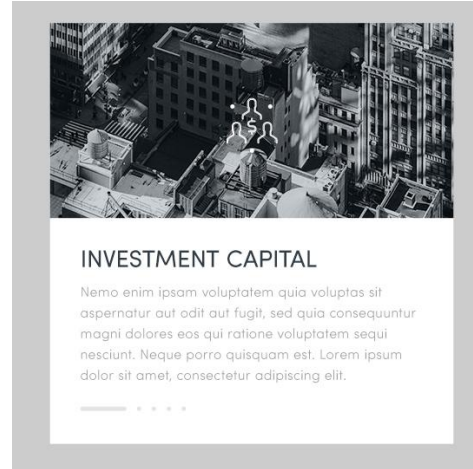 INVESTMENT CAPITAL
Nemo enim ipsam voluptatem quia voluptas sit
aspernatur aut odit aut fugit, sed quia consequuntur
magni dolores eos qui ratione voluptatem sequi
nesciunt. Neque porro quisquam est. Lorem ipsum
dolor sit amet, consectetur adipiscing elit.